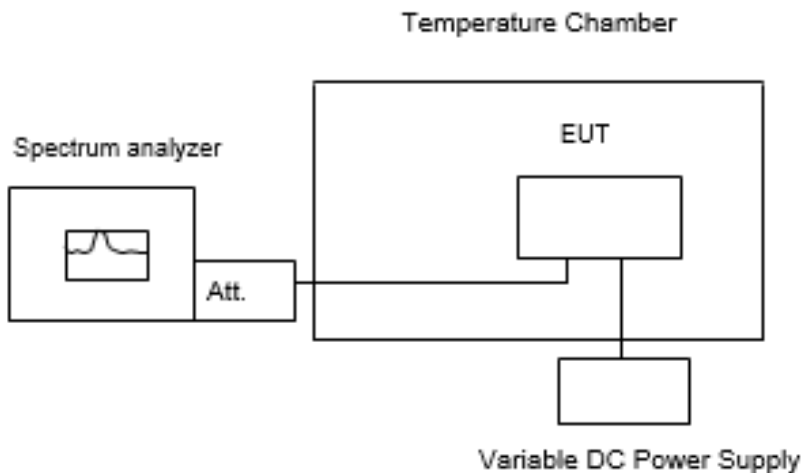 Temperature Chamber
EUT
Spectrum analyzer
Att.
Variable DC Power Supply